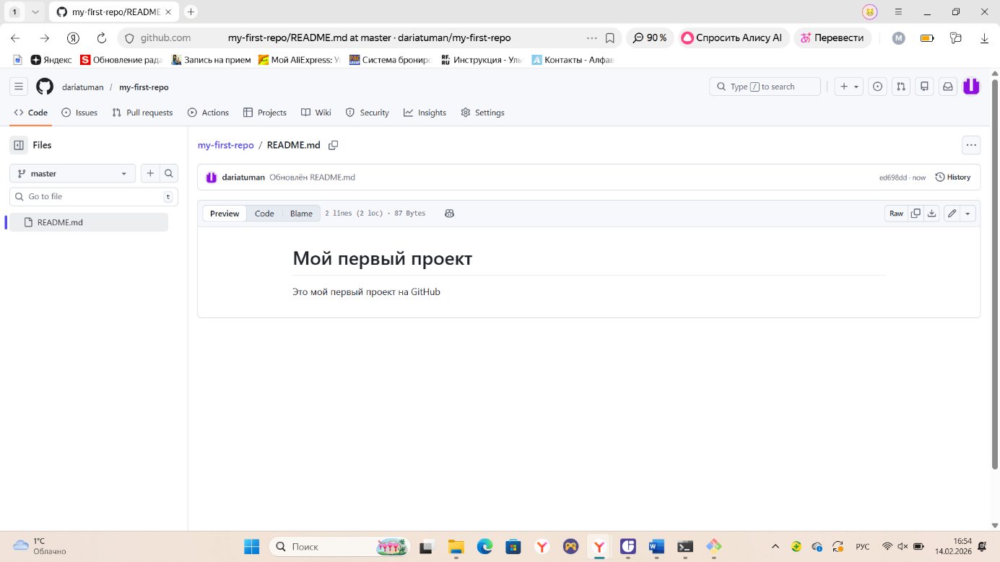 1
my-first-repo/README
github.com
my-first-repo/README.md at master · dariatuman/my-first-repo
90 %
Спросить Алису AI
Перевести
M
Яндекс
Обновление рада
Запись на прием
Мой AliExpress: У
Система брониро
Инструкция - Уль
Контакты - Алфав
dariatuman / my-first-repo
Type / to search
Code
Issues
Pull requests
Actions
Projects
Wiki
Security
Insights
Settings
Files
master
Go to file
t
README.md
my-first-repo / README.md
dariatuman Обновлён README.md
ed698dd · now
History
Preview
Code
Blame
2 lines (2 loc) · 87 Bytes
Raw
Мой первый проект
Это мой первый проект на GitHub
1°C
Облачно
Поиск
РУС
16:54
14.02.2026